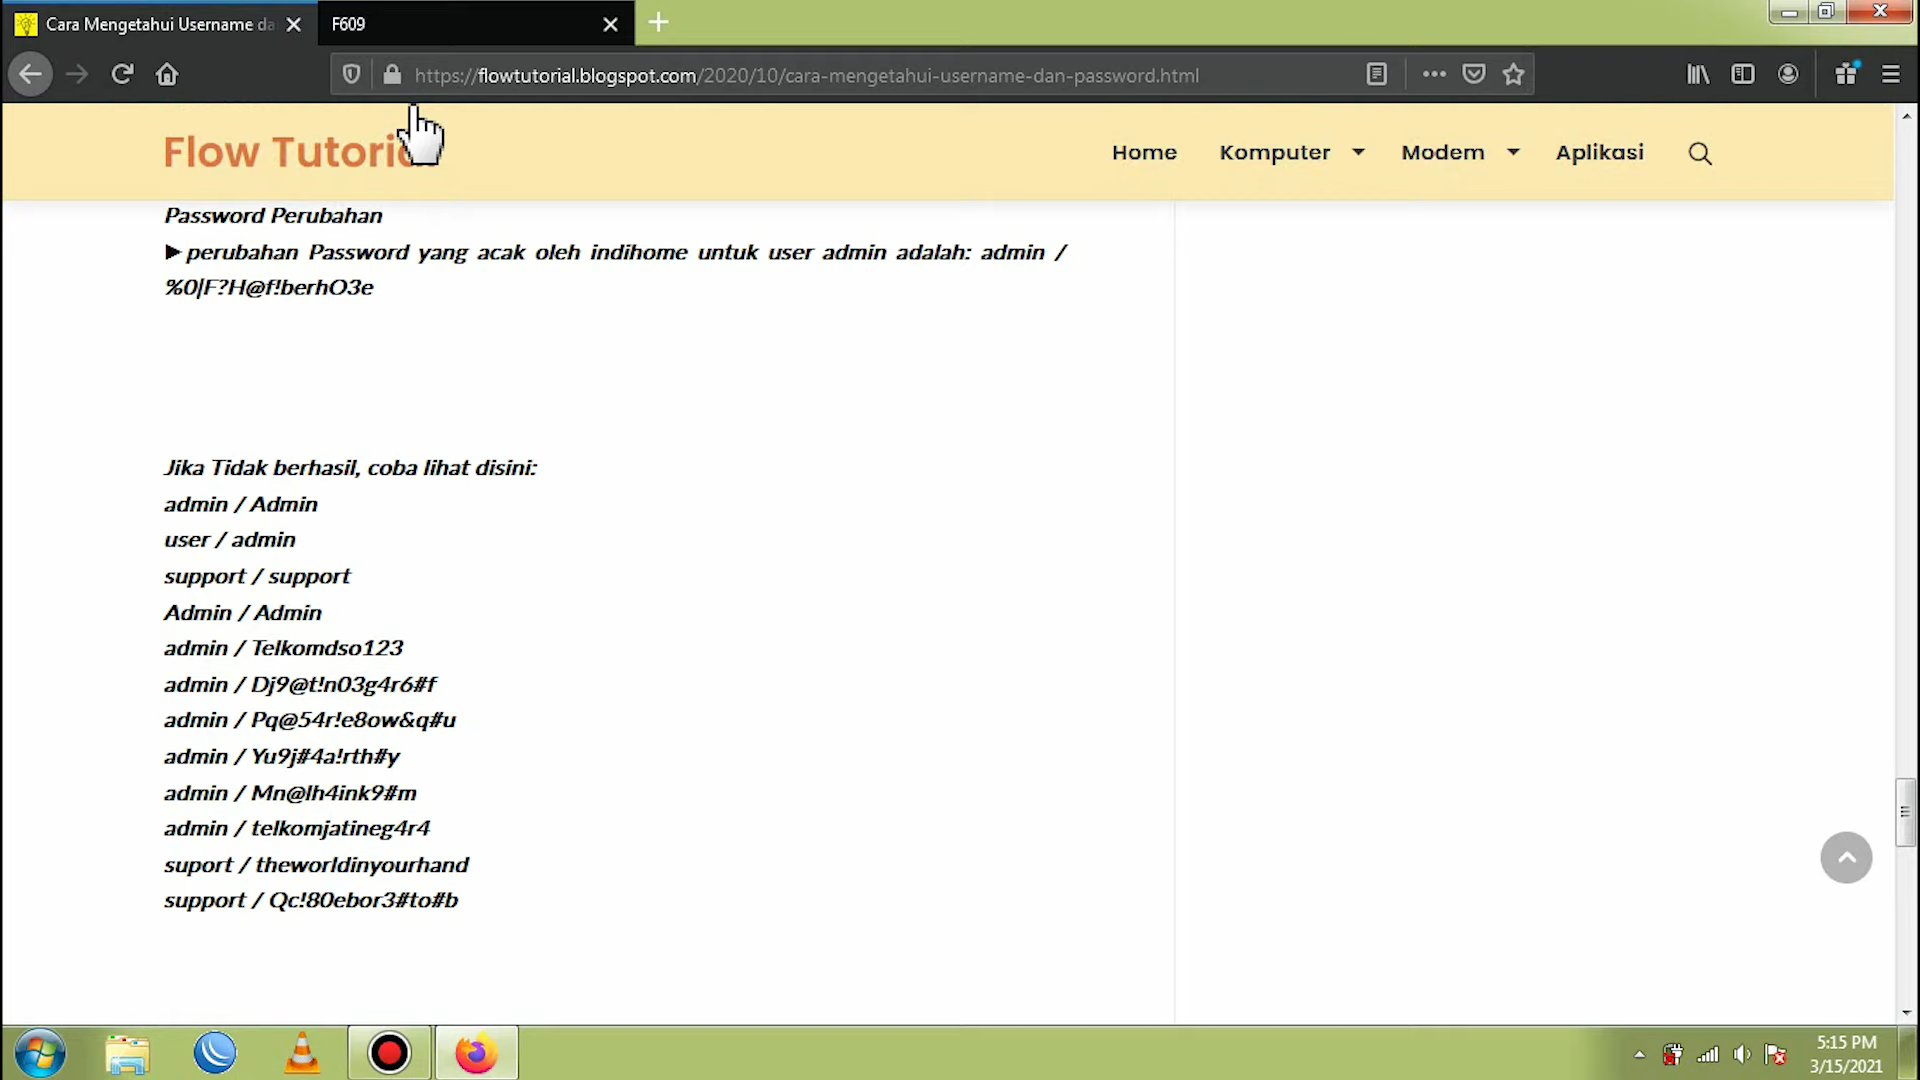 Cara Mengetahui Username da
F609
https://flowtutorial.blogspot.com/2020/10/cara-mengetahui-username-dan-password.html
Flow Tutori
Home
Komputer
Modem
Aplikasi
Password Perubahan
►perubahan Password yang acak oleh indihome untuk user admin adalah: admin /
%0|F?H@f!berhO3e
Jika Tidak berhasil, coba lihat disini:
admin / Admin
user / admin
support / support
Admin / Admin
admin / Telkomdso123
admin / Dj9@t!n03g4r6#f
admin / Pq@54r!e8ow&q#u
admin / Yu9j#4a!rth#y
admin / Mn@lh4ink9#m
admin / telkomjatineg4r4
suport / theworldinyourhand
support / Qc!80ebor3#to#b
5:15 PM
3/15/2021